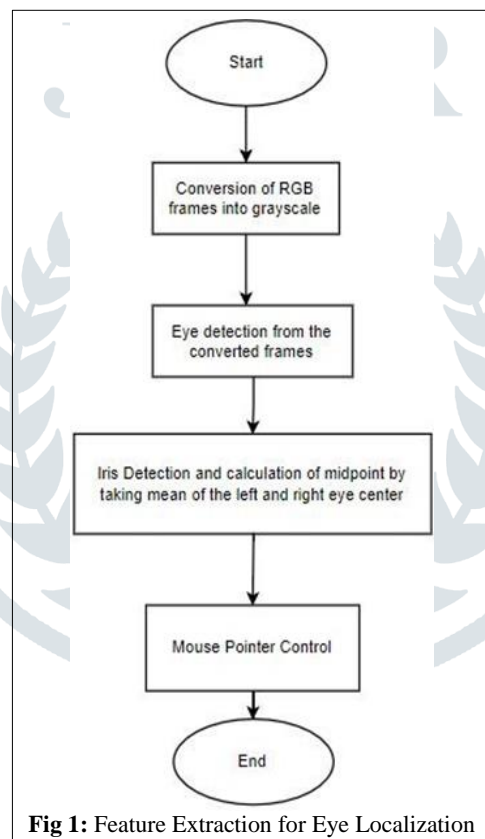 Start
Conversion of RGB
frames into grayscale
Eye detection from the
converted frames
Iris Detection and calculation of midpoint by
taking mean of the left and right eye center
Mouse Pointer Control
End
Fig 1: Feature Extraction for Eye Localization